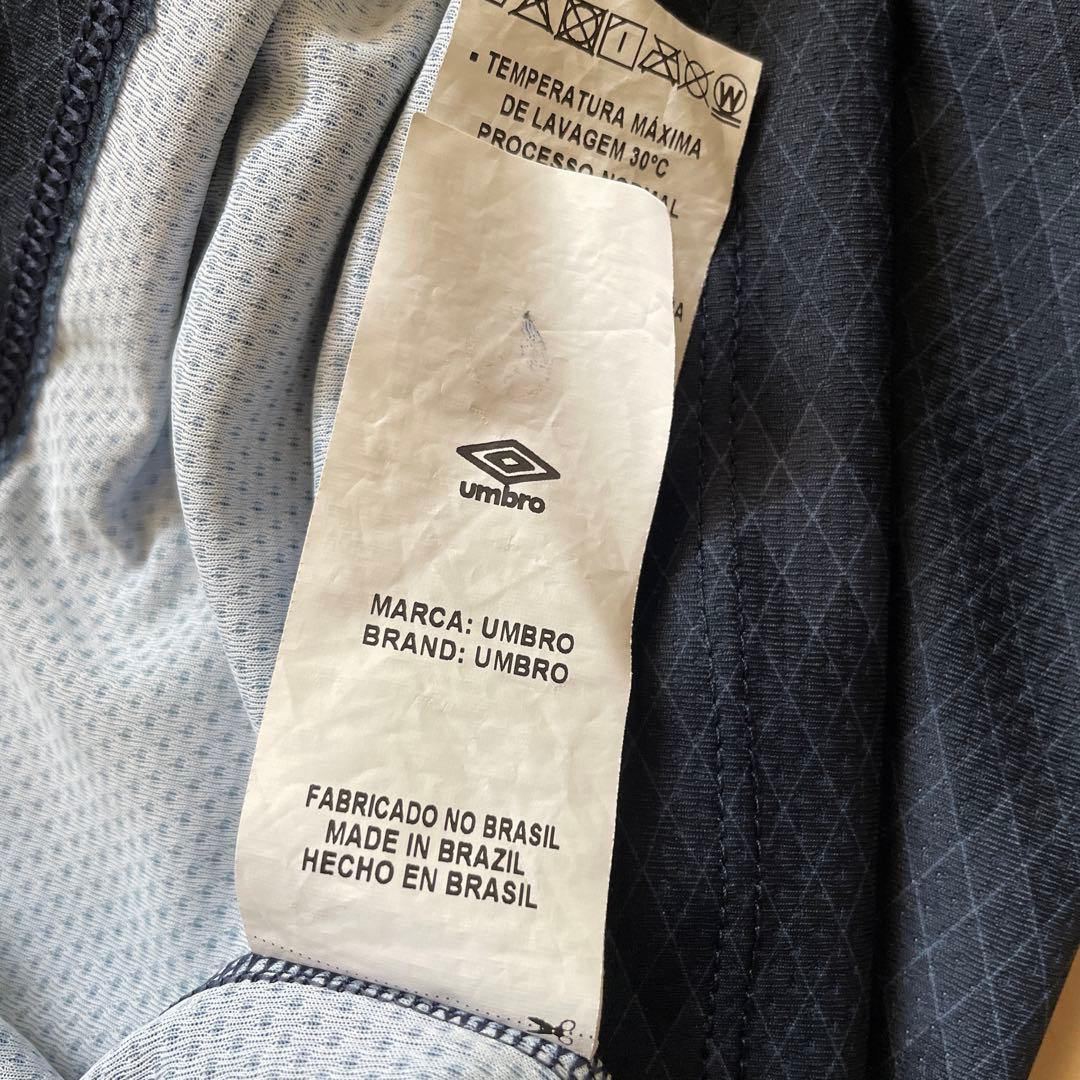 W
▪ TEMPERATURA MÁXIMA
DE LAVAGEM 30°C
PROCESSO NORMAL
umbro
MARCA: UMBRO
BRAND: UMBRO
FABRICADO NO BRASIL
MADE IN BRAZIL
HECHO EN BRASIL